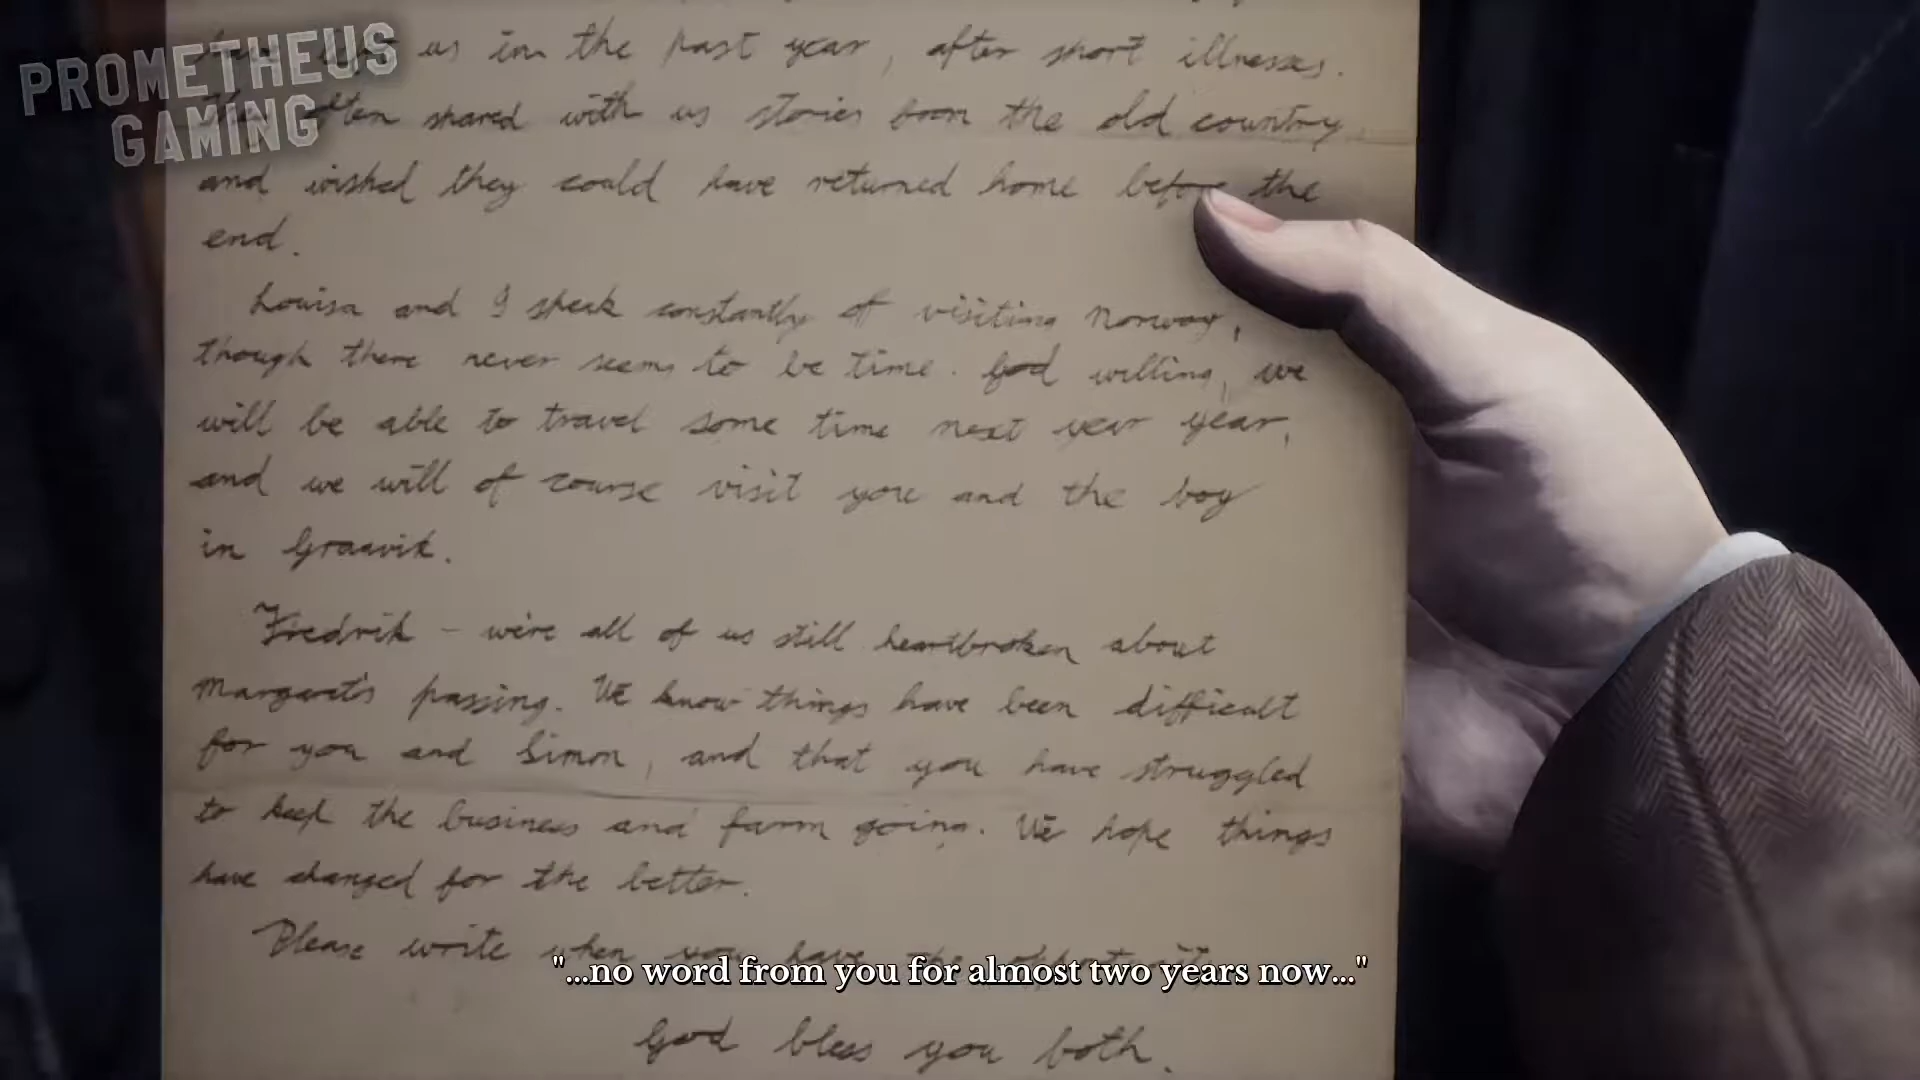 PROMETHEUS
GAMING
us in the past year, after short illnesses.
often shared with us stories from the old country
and wished they could have returned home before the
end.
Louisa and I speak constantly of visiting Norway,
though there never seems to be time. God willing, we
will be able to travel some time next year year,
and we will of course visit you and the boy
in Graavik.
Fredrik - we're all of us still heartbroken about
Margaret's passing. We know things have been difficult
for you and Simon, and that you have struggled
to keep the business and farm going. We hope things
have changed for the better.
Please write when you have the opportunity
"...no word from you for almost two years now..."
God bless you both.